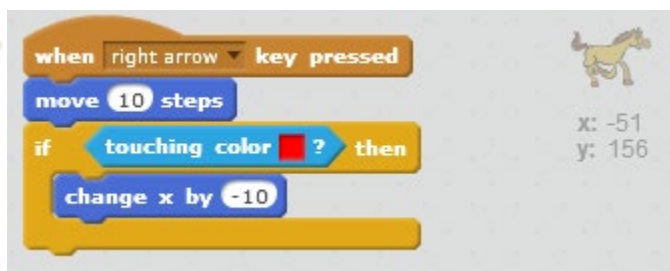 when right arrow key pressed
move 10 steps
if touching color ? then
change x by -10
x: -51
y: 156